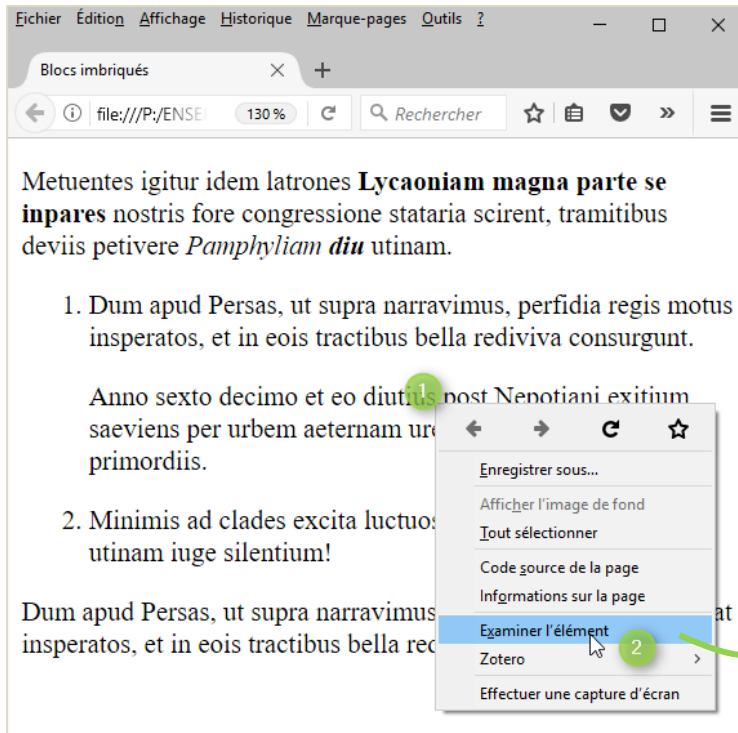 Fichier Édition Affichage Historique Marque-pages Outils ?
Blocs imbriqués
file:///P:/ENSE 130 % Rechercher
Metuentes igitur idem latrones Lycaoniam magna parte se
inpares nostris fore congressione stataria scirent, tramitibus
deviis petivere Pamphyliam diu utinam.
1. Dum apud Persas, ut supra narravimus, perfidia regis motus
insperatos, et in eois tractibus bella rediviva consurgunt.
Anno sexto decimo et eo diutius post Nepotiani exitium
saeviens per urbem aeternam
primordiis.
2. Minimis ad clades excita
utinam iuge silentium!
Dum apud Persas, ut supra narravimus at
insperatos, et in eois tractibus bella
1
Enregistrer sous...
Afficher l'image de fond
Tout sélectionner
Code source de la page
Informations sur la page
Examiner l'élément
2
Zotero
Effectuer une capture d'écran